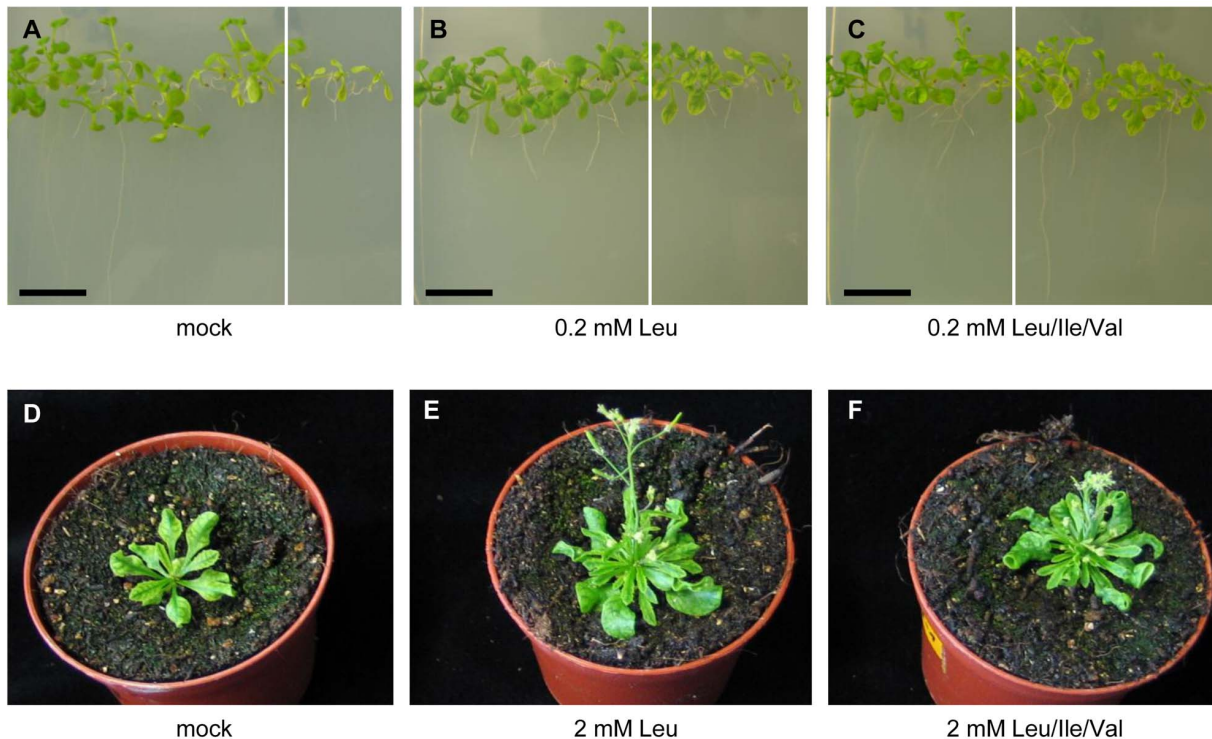 A
B
C
mock
0.2 mM Leu
0.2 mM Leu/Ile/Val
D
E
F
mock
2 mM Leu
2 mM Leu/Ile/Val